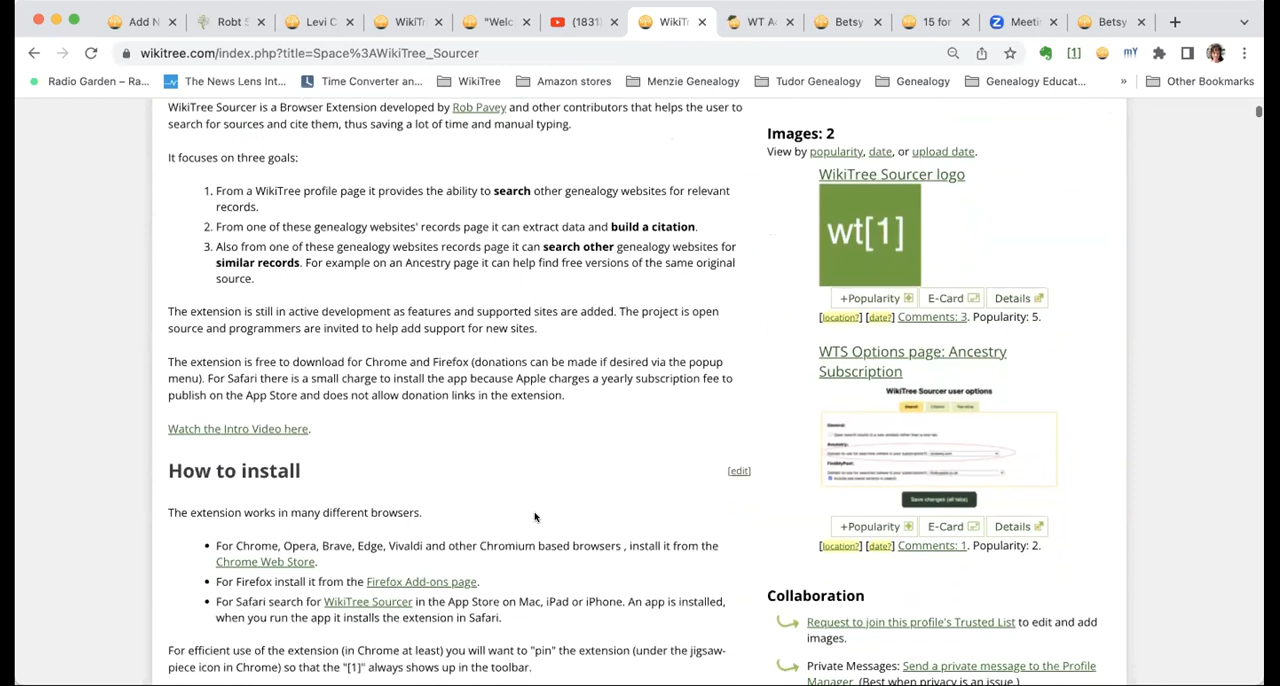 Add N
Robt S
Levi C
WikiT
"Welc
(1831)
WikiT
WT A
Betsy
15 for
Meeti
Betsy
wikitree.com/index.php?title=Space%3AWikiTree_Sourcer
[1]
mY
Radio Garden – Ra...
The News Lens Int...
Time Converter an...
WikiTree
Amazon stores
Menzie Genealogy
Tudor Genealogy
Genealogy
Genealogy Educat...
»
Other Bookmarks
WikiTree Sourcer is a Browser Extension developed by Rob Pavey and other contributors that helps the user to
search for sources and cite them, thus saving a lot of time and manual typing.
It focuses on three goals:
1. From a WikiTree profile page it provides the ability to search other genealogy websites for relevant
records.
2. From one of these genealogy websites' records page it can extract data and build a citation.
3. Also from one of these genealogy websites records page it can search other genealogy websites for
similar records. For example on an Ancestry page it can help find free versions of the same original
source.
The extension is still in active development as features and supported sites are added. The project is open
source and programmers are invited to help add support for new sites.
The extension is free to download for Chrome and Firefox (donations can be made if desired via the popup
menu). For Safari there is a small charge to install the app because Apple charges a yearly subscription fee to
publish on the App Store and does not allow donation links in the extension.
Watch the Intro Video here.
How to install
[edit]
The extension works in many different browsers.
• For Chrome, Opera, Brave, Edge, Vivaldi and other Chromium based browsers , install it from the
Chrome Web Store.
• For Firefox install it from the Firefox Add-ons page.
• For Safari search for WikiTree Sourcer in the App Store on Mac, iPad or iPhone. An app is installed,
when you run the app it installs the extension in Safari.
For efficient use of the extension (in Chrome at least) you will want to "pin" the extension (under the jigsaw-
piece icon in Chrome) so that the "[1]" always shows up in the toolbar.
Images: 2
View by popularity, date, or upload date.
WikiTree Sourcer logo
wt[1]
+Popularity
E-Card
Details
[location?] [date?] Comments: 3. Popularity: 5.
WTS Options page: Ancestry
Subscription
WikiTree Sourcer user options
Search
Citation
Narrative
General:
Ancestry:
FindMyPast:
Save changes (all tabs)
+Popularity
E-Card
Details
[location?] [date?] Comments: 1. Popularity: 2.
Collaboration
Request to join this profile's Trusted List to edit and add
images.
Private Messages: Send a private message to the Profile
Manager. (Best when privacy is an issue.)